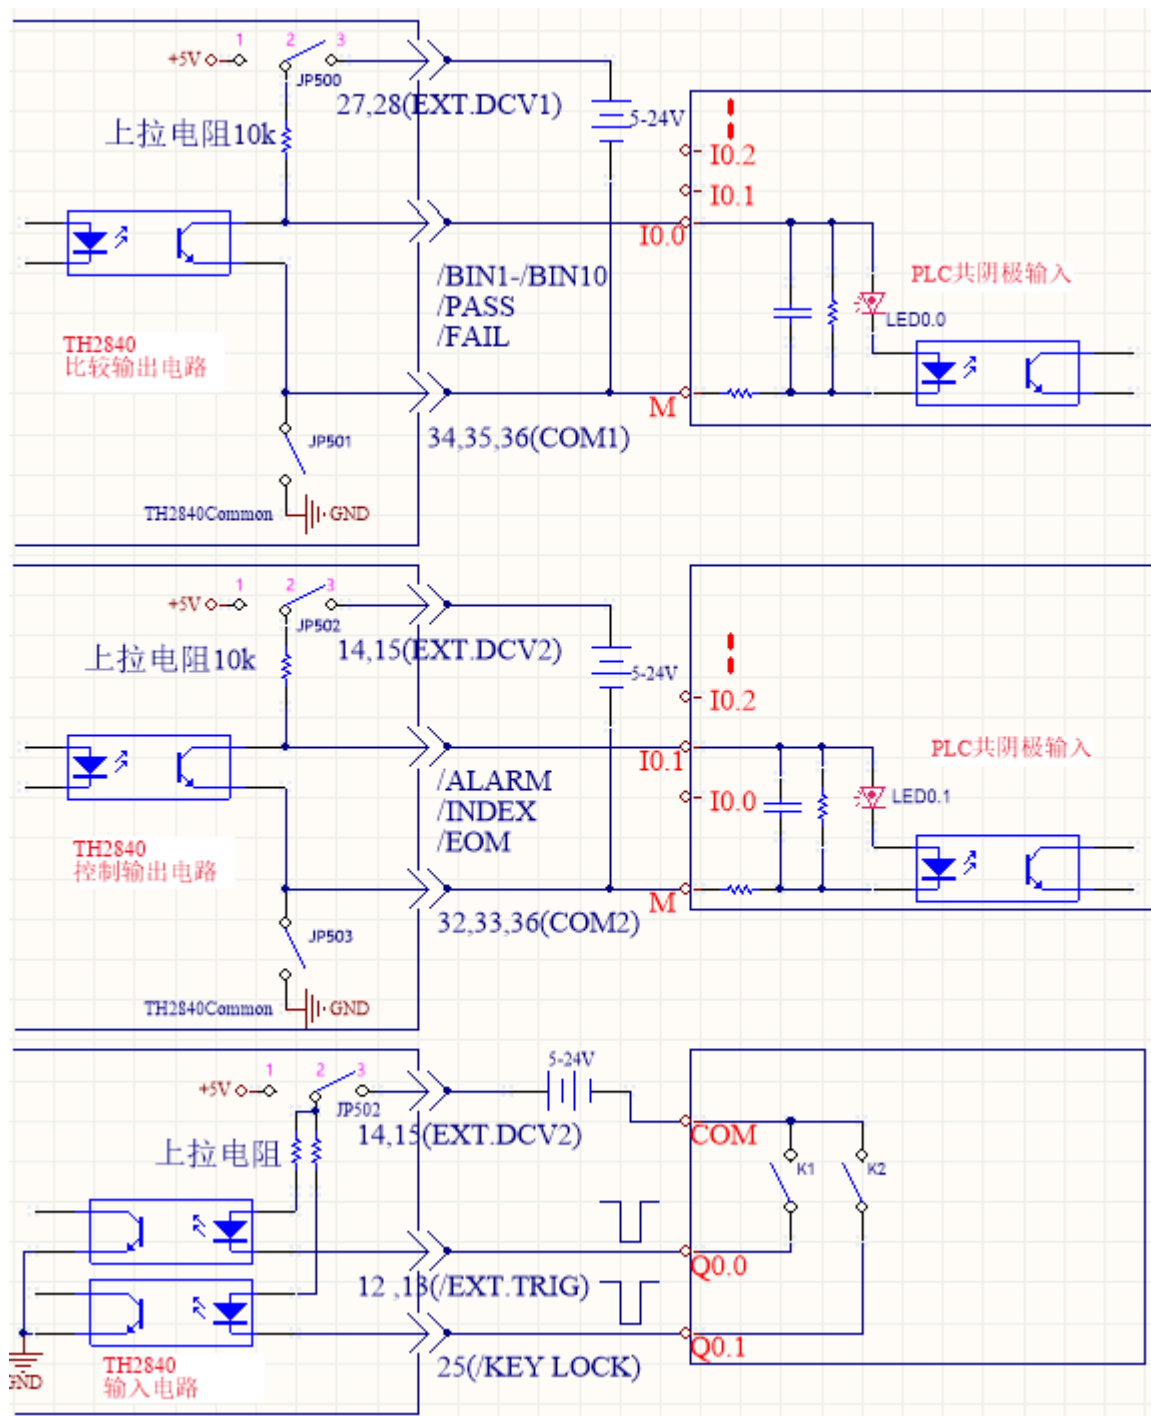 1 2 3
+5V
JP500
27,28(EXT.DCV1)
上拉电阻10k
5-24V
I0.2
I0.1
I0.0
/BIN1-/BIN10
/PASS
/FAIL
PLC共阴极输入
LED0.0
TH2840
比较输出电路
M
JP501
34,35,36(COM1)
TH2840Common
GND
1 2 3
+5V
JP502
14,15(EXT.DCV2)
上拉电阻10k
5-24V
I0.2
I0.1
I0.0
/ALARM
/INDEX
/EOM
PLC共阴极输入
LED0.1
TH2840
控制输出电路
M
JP503
32,33,36(COM2)
TH2840Common
GND
1 2 3
+5V
JP502
14,15(EXT.DCV2)
5-24V
COM
上拉电阻
K1
K2
Q0.0
12 ,13(/EXT.TRIG)
Q0.1
25(/KEY LOCK)
TH2840
输入电路
GND